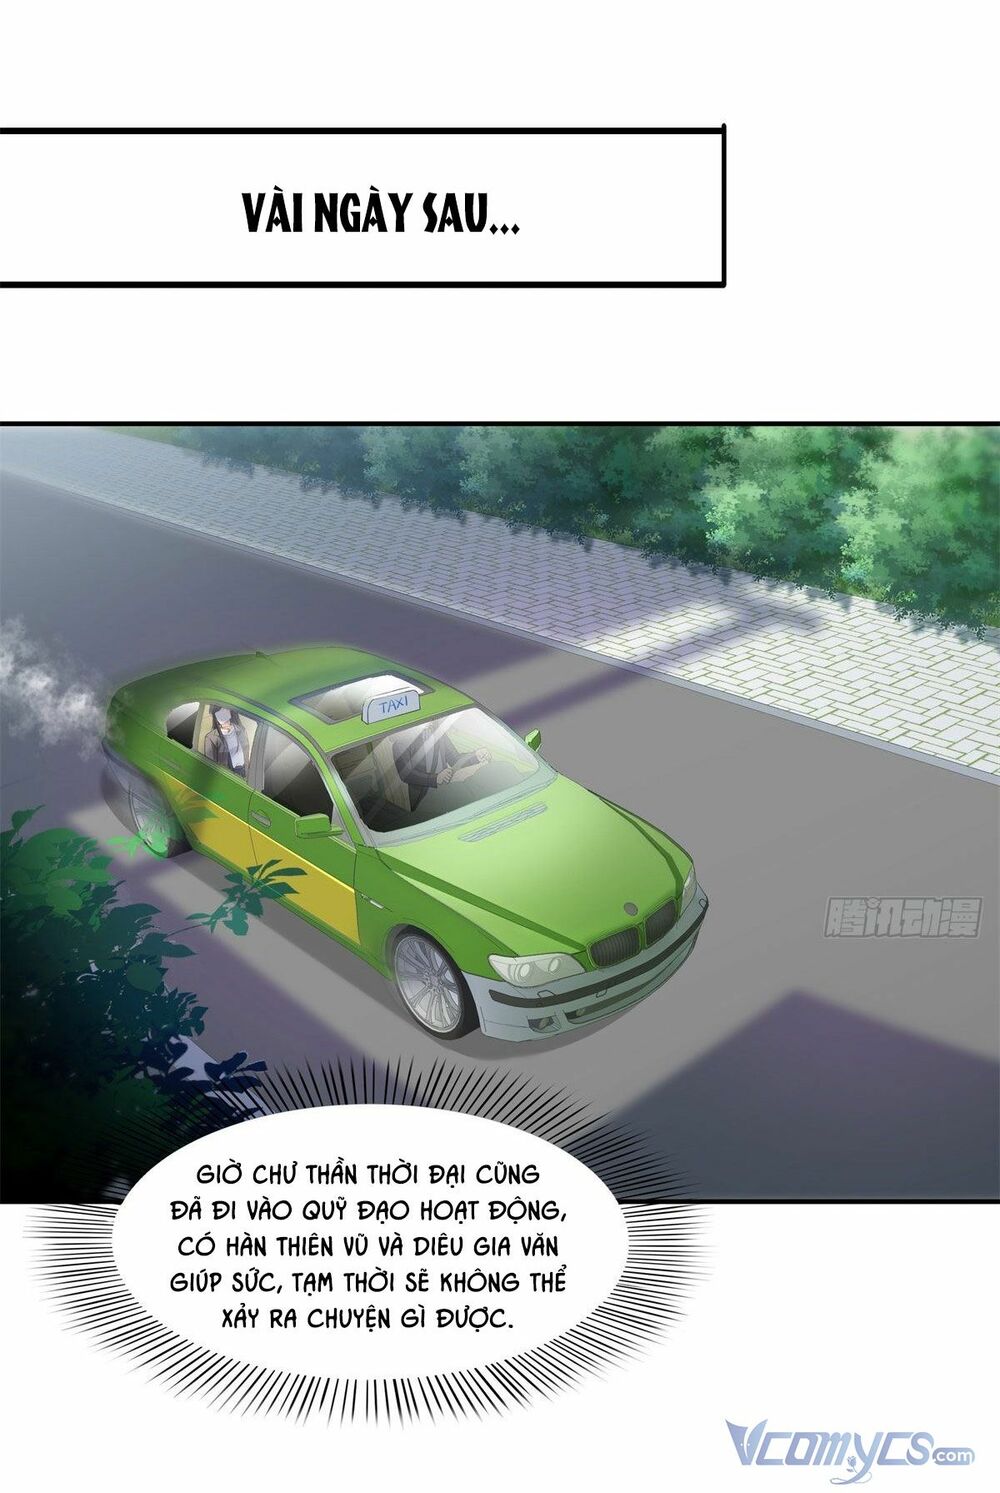 VÀI NGÀY SAU...
TAXI
腾讯动漫
GIỜ CHƯ THẦN THỜI ĐẠI CŨNG
ĐÃ ĐI VÀO QUỸ ĐẠO HOẠT ĐỘNG,
CÓ HÀN THIÊN VŨ VÀ DIÊU GIA VĂN
GIÚP SỨC, TẠM THỜI SẼ KHÔNG THỂ
XẢY RA CHUYỆN GÌ ĐƯỢC.
VCOMYCS.com